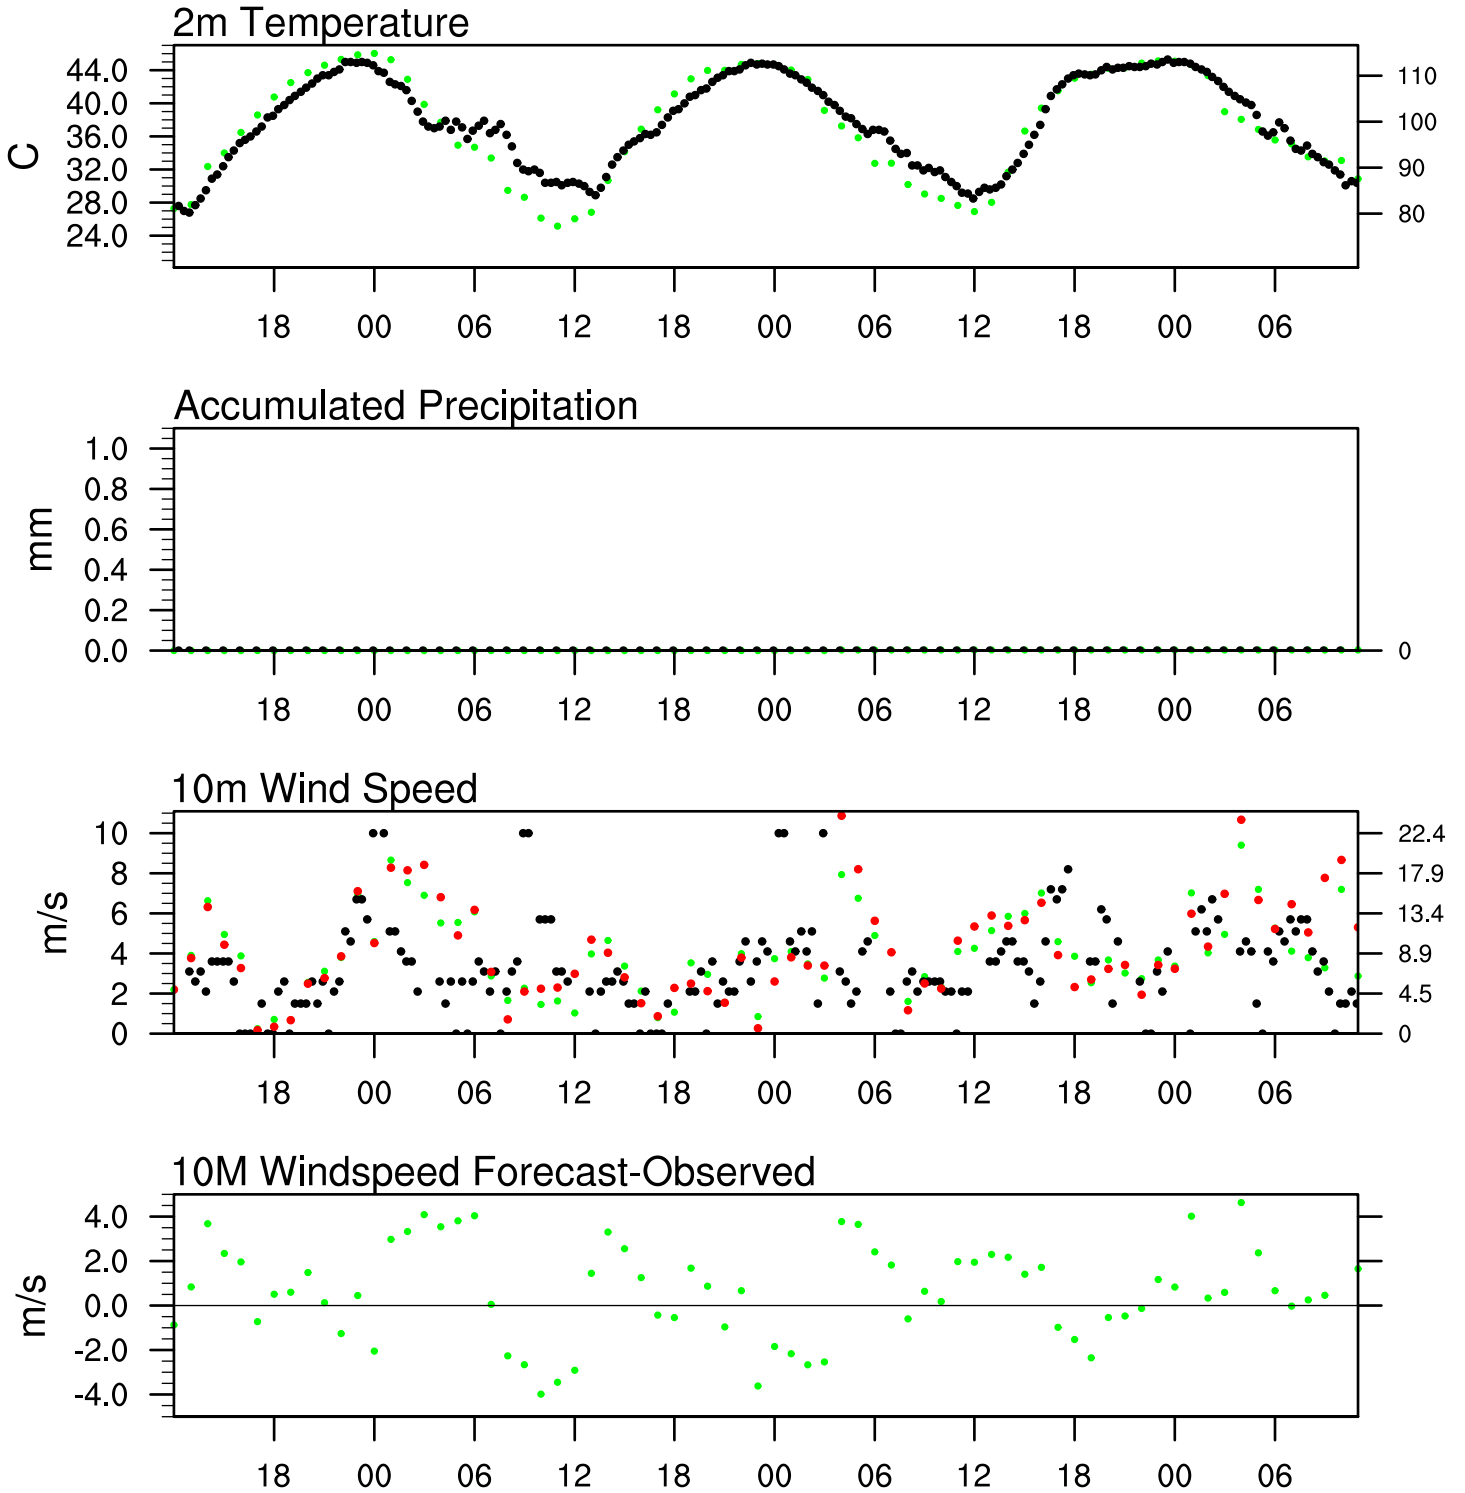 2m Temperature
44.0
40.0
36.0
32.0
28.0
24.0
C
110
100
90
80
18 00 06 12 18 00 06 12 18 00 06
Accumulated Precipitation
1.0
0.8
0.6
0.4
0.2
0.0
mm
0
18 00 06 12 18 00 06 12 18 00 06
10m Wind Speed
10
8
6
4
2
0
m/s
22.4
17.9
13.4
8.9
4.5
0
18 00 06 12 18 00 06 12 18 00 06
10M Windspeed Forecast-Observed
4.0
2.0
0.0
-2.0
-4.0
m/s
18 00 06 12 18 00 06 12 18 00 06